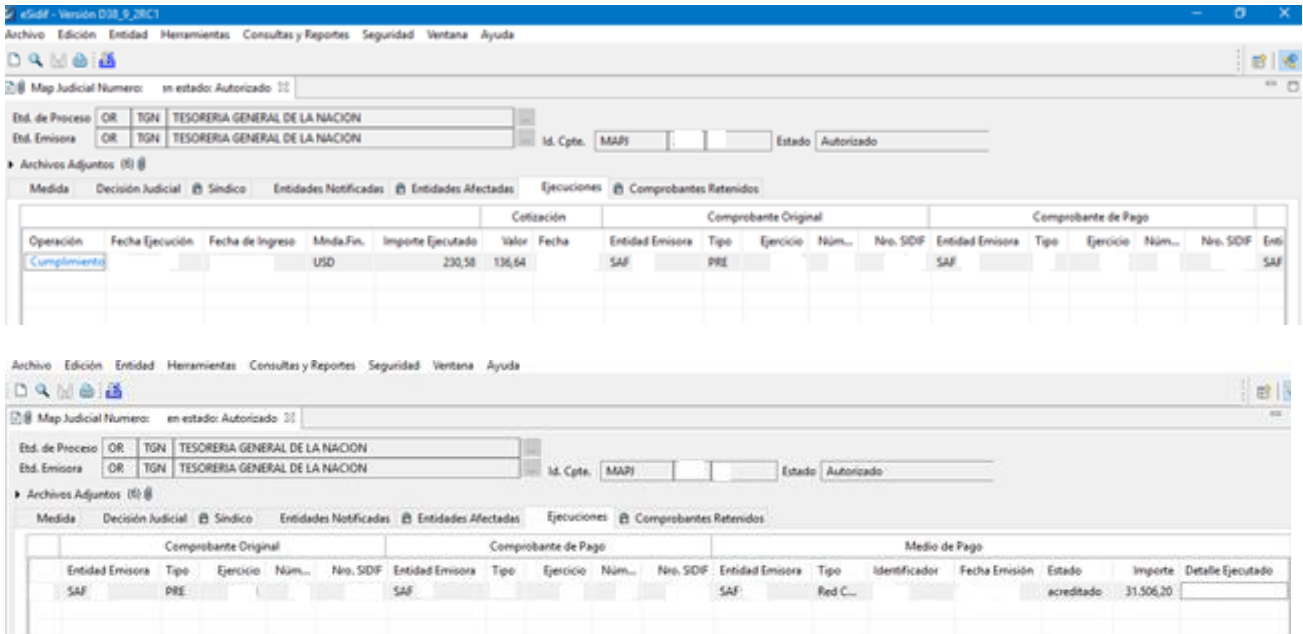 eSidif - Versión D38_9_2RC1
Archivo Edición Entidad Herramientas Consultas y Reportes Seguridad Ventana Ayuda
Map Judicial Numero: en estado: Autorizado
Etd. de Proceso OR TGN TESORERIA GENERAL DE LA NACION ...
Etd. Emisora OR TGN TESORERIA GENERAL DE LA NACION ... Id. Cpte. MAPJ Estado Autorizado
Archivos Adjuntos (6)
Medida Decisión Judicial Síndico Entidades Notificadas Entidades Afectadas Ejecuciones Comprobantes Retenidos
Cotización Comprobante Original Comprobante de Pago
Operación Fecha Ejecución Fecha de Ingreso Mnda.Fin. Importe Ejecutado Valor Fecha Entidad Emisora Tipo Ejercicio Núm... Nro. SIDIF Entidad Emisora Tipo Ejercicio Núm... Nro. SIDIF Enti
Cumplimiento USD 230,58 136,64 SAF PRE SAF SAF
Archivo Edición Entidad Herramientas Consultas y Reportes Seguridad Ventana Ayuda
Map Judicial Numero: en estado: Autorizado
Etd. de Proceso OR TGN TESORERIA GENERAL DE LA NACION ...
Etd. Emisora OR TGN TESORERIA GENERAL DE LA NACION ... Id. Cpte. MAPJ Estado Autorizado
Archivos Adjuntos (6)
Medida Decisión Judicial Síndico Entidades Notificadas Entidades Afectadas Ejecuciones Comprobantes Retenidos
Comprobante Original Comprobante de Pago Medio de Pago
Entidad Emisora Tipo Ejercicio Núm... Nro. SIDIF Entidad Emisora Tipo Ejercicio Núm... Nro. SIDIF Entidad Emisora Tipo Identificador Fecha Emisión Estado Importe Detalle Ejecutado
SAF PRE SAF SAF Red C... acreditado 31.506,20